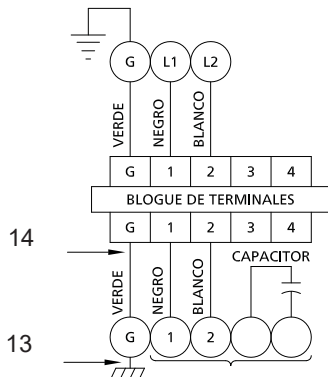 G L1 L2
VERDE NEGRO BLANCO
G 1 2 3 4
BLOGUE DE TERMINALES
G 1 2 3 4
14
CAPACITOR
VERDE NEGRO BLANCO
G 1 2
13